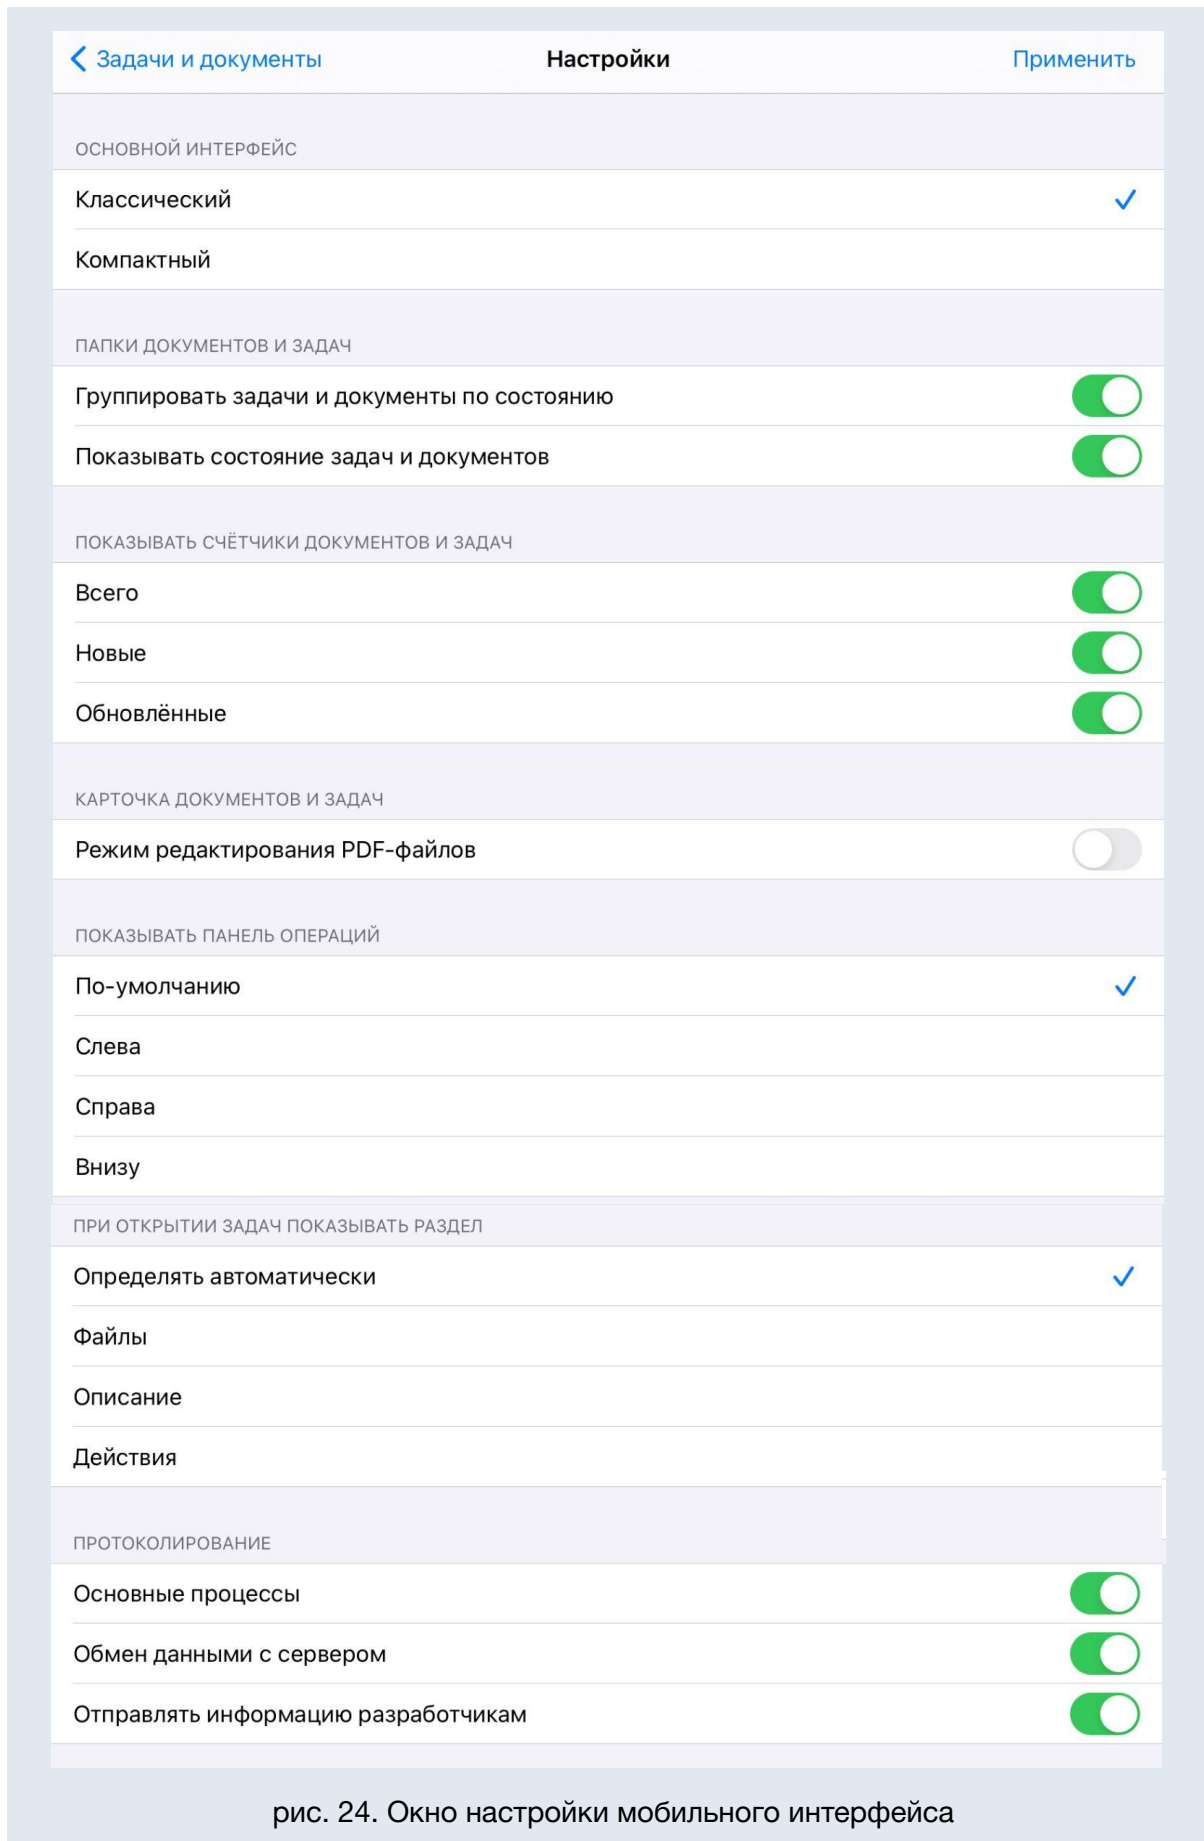 Задачи и документы
Настройки
Применить
ОСНОВНОЙ ИНТЕРФЕЙС
Классический
Компактный
ПАПКИ ДОКУМЕНТОВ И ЗАДАЧ
Группировать задачи и документы по состоянию
Показывать состояние задач и документов
ПОКАЗЫВАТЬ СЧЁТЧИКИ ДОКУМЕНТОВ И ЗАДАЧ
Всего
Новые
Обновлённые
КАРТОЧКА ДОКУМЕНТОВ И ЗАДАЧ
Режим редактирования PDF-файлов
ПОКАЗЫВАТЬ ПАНЕЛЬ ОПЕРАЦИЙ
По-умолчанию
Слева
Справа
Внизу
ПРИ ОТКРЫТИИ ЗАДАЧ ПОКАЗЫВАТЬ РАЗДЕЛ
Определять автоматически
Файлы
Описание
Действия
ПРОТОКОЛИРОВАНИЕ
Основные процессы
Обмен данными с сервером
Отправлять информацию разработчикам
рис. 24. Окно настройки мобильного интерфейса